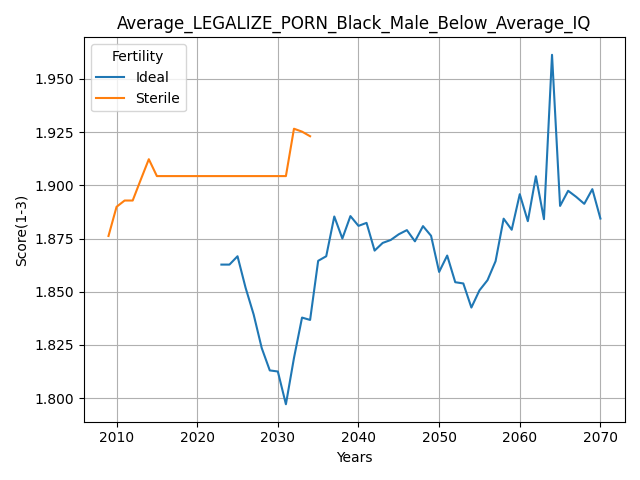 Average_LEGALIZE_PORN_Black_Male_Below_Average_IQ
Fertility
Ideal
Sterile
Score(1-3)
1.950
1.925
1.900
1.875
1.850
1.825
1.800
2010 2020 2030 2040 2050 2060 2070
Years